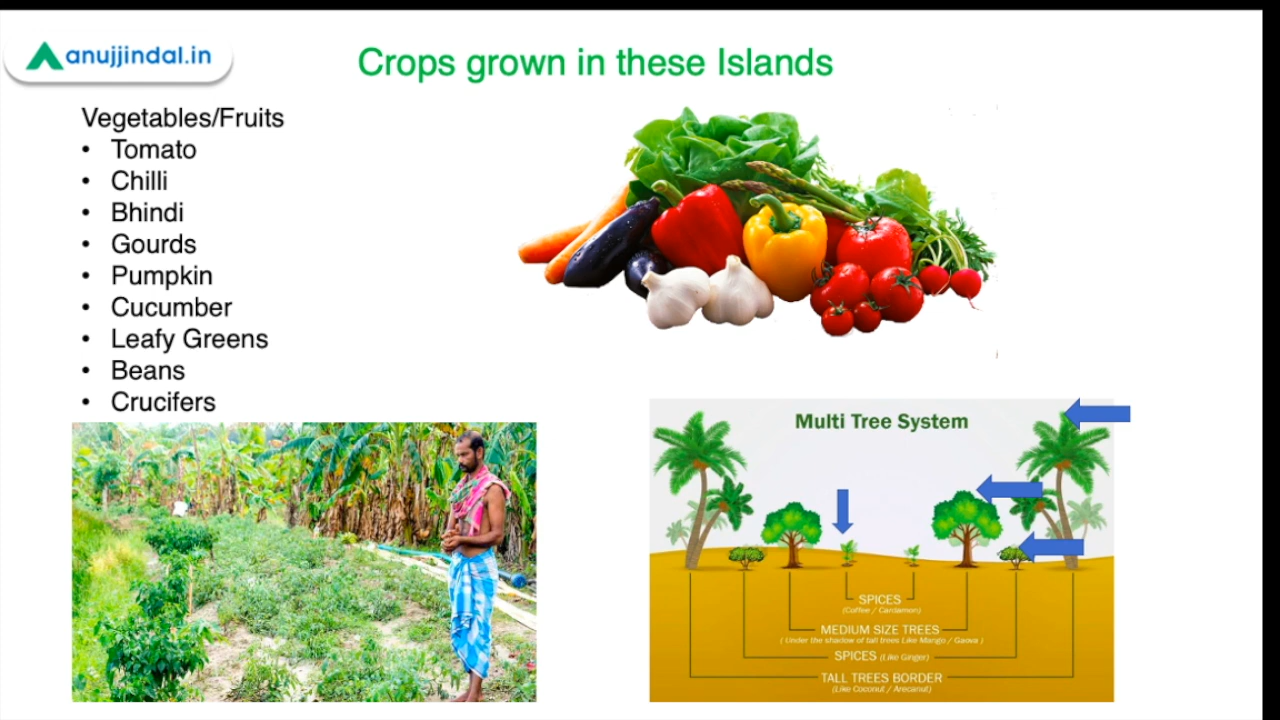 anujjindal.in
Crops grown in these Islands
Vegetables/Fruits
• Tomato
• Chilli
• Bhindi
• Gourds
• Pumpkin
• Cucumber
• Leafy Greens
• Beans
• Crucifers
Multi Tree System
SPICES
(Coffee / Cardamon)
MEDIUM SIZE TREES
( Under the shadow of tall trees Like Mango / Gaova )
SPICES (Like Ginger)
TALL TREES BORDER
(Like Coconut / Arecanut)